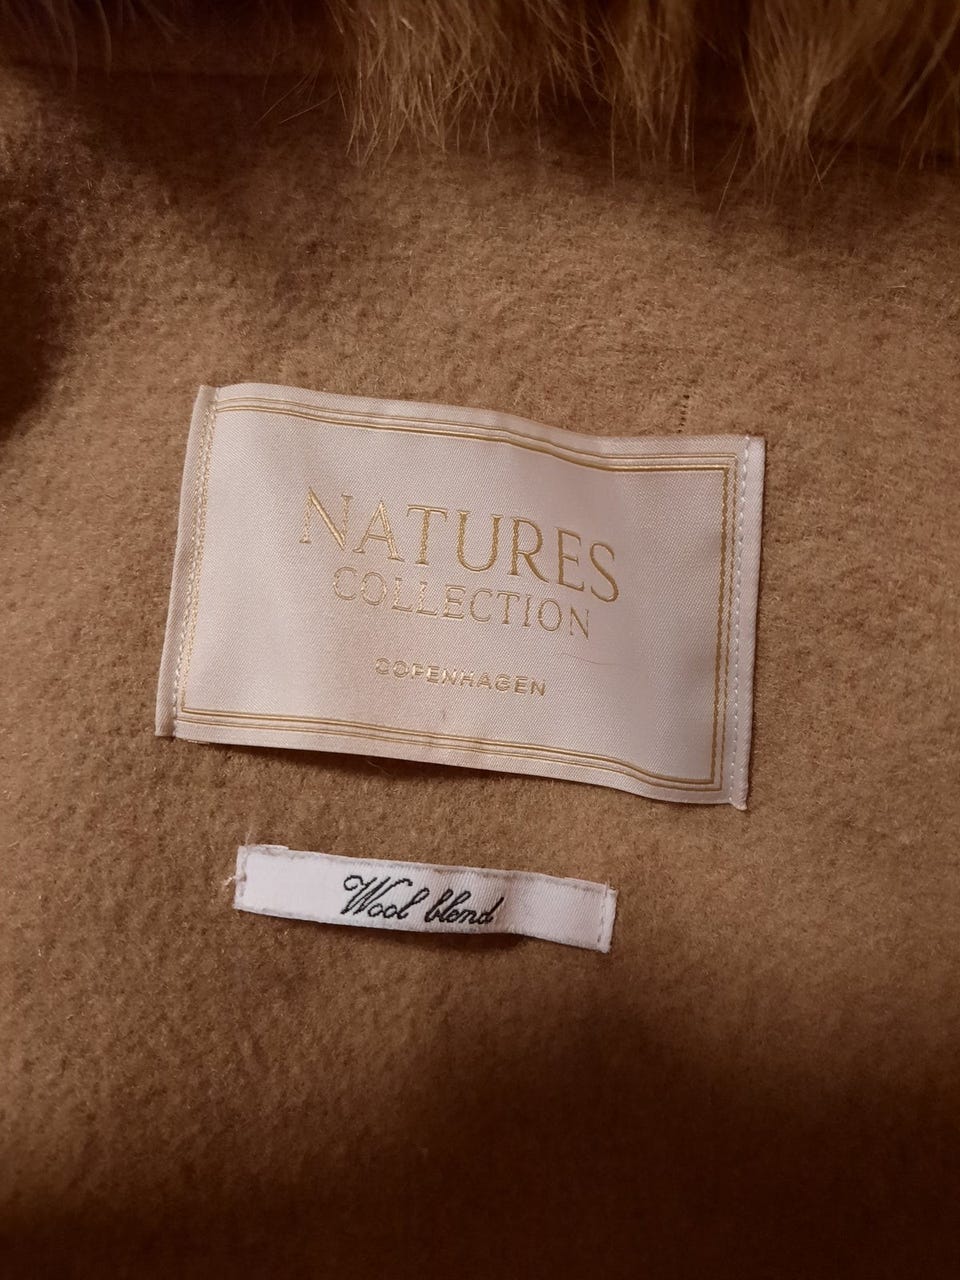 NATURES
COLLECTION
COPENHAGEN
Wool blend